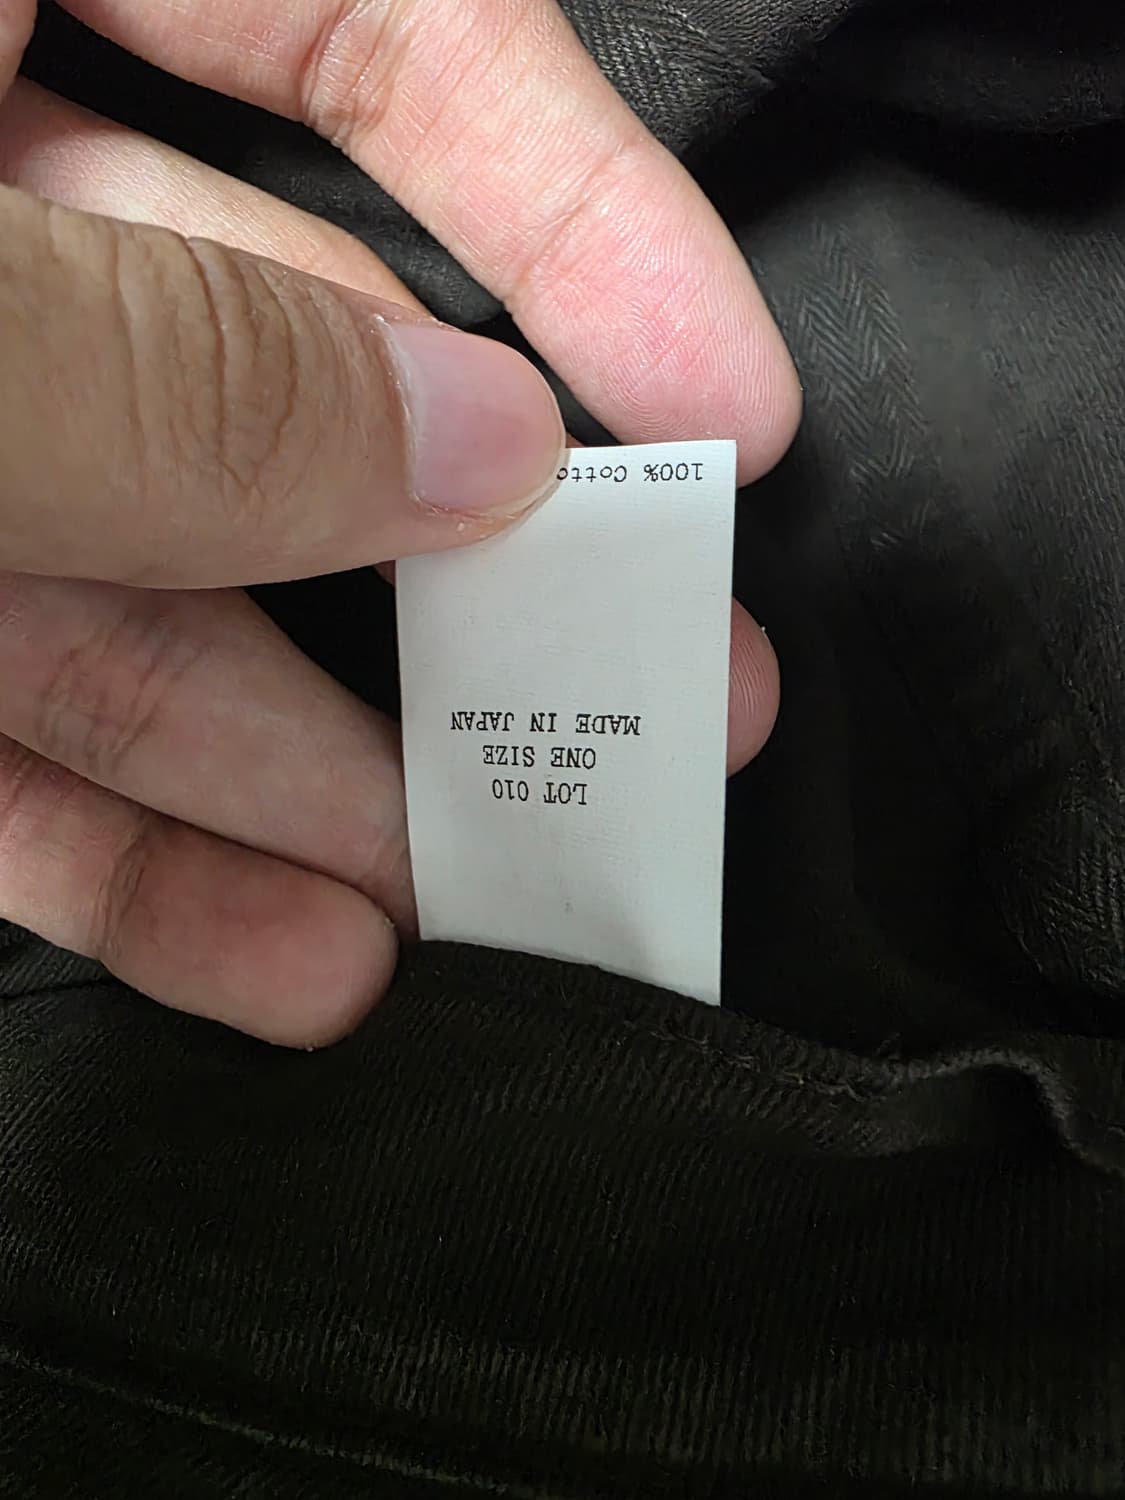 LOT 010
ONE SIZE
MADE IN JAPAN
100% Cotto